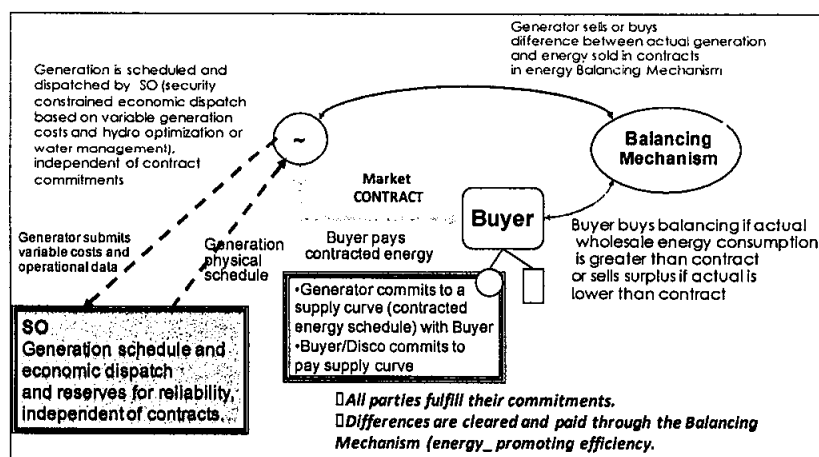 Generator sells or buys
difference between actual generation
and energy sold in contracts
in energy Balancing Mechanism
Generation is scheduled and
dispatched by SO (security
constrained economic dispatch
based on variable generation
costs and hydro optimization or
water management),
independent of contract
commitments
~
Balancing
Mechanism
Market
CONTRACT
Buyer
Generator submits
variable costs and
operational data
Generation
physical
schedule
Buyer pays
contracted energy
Buyer buys balancing if actual
wholesale energy consumption
is greater than contract
or sells surplus if actual is
lower than contract
•Generator commits to a
supply curve (contracted
energy schedule) with Buyer
•Buyer/Disco commits to
pay supply curve
SO
Generation schedule and
economic dispatch
and reserves for reliability,
independent of contracts.
▯All parties fulfill their commitments.
▯Differences are cleared and paid through the Balancing
Mechanism (energy_ promoting efficiency.